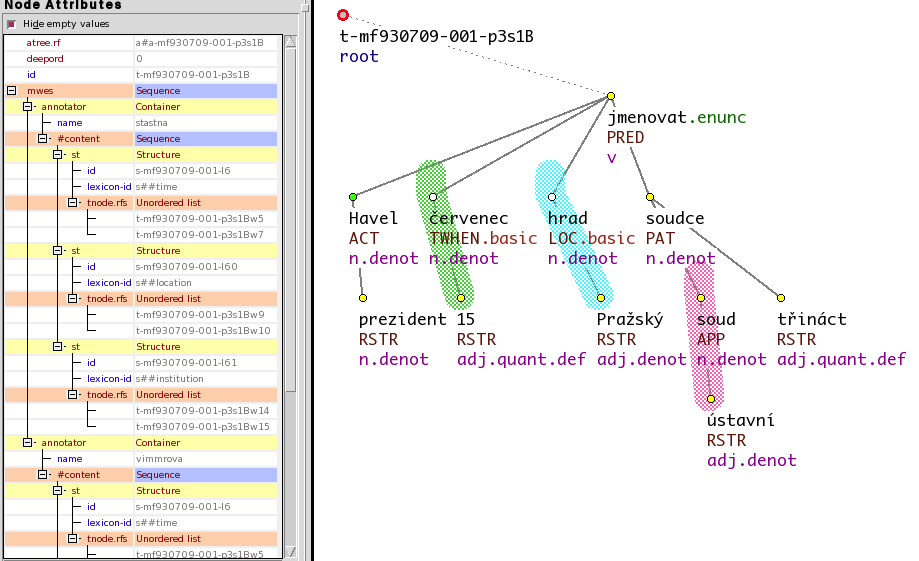 Node Attributes
Hide empty values
atree.rf a#a-mf930709-001-p3s1B
deepord 0
id t-mf930709-001-p3s1B
mwes Sequence
annotator Container
name stastna
#content Sequence
st Structure
id s-mf930709-001-l6
lexicon-id s##time
tnode.rfs Unordered list
t-mf930709-001-p3s1Bw5
t-mf930709-001-p3s1Bw7
st Structure
id s-mf930709-001-l60
lexicon-id s##location
tnode.rfs Unordered list
t-mf930709-001-p3s1Bw9
t-mf930709-001-p3s1Bw10
st Structure
id s-mf930709-001-l61
lexicon-id s##institution
tnode.rfs Unordered list
t-mf930709-001-p3s1Bw14
t-mf930709-001-p3s1Bw15
annotator Container
name vimmrova
#content Sequence
st Structure
id s-mf930709-001-l6
lexicon-id s##time
tnode.rfs Unordered list
t-mf930709-001-p3s1Bw5
t-mf930709-001-p3s1B
root
jmenovat.enunc
PRED
v
Havel červenec hrad soudce
ACT TWHEN.basic LOC.basic PAT
n.denot n.denot n.denot n.denot
prezident 15 Pražský soud třináct
RSTR RSTR RSTR APP RSTR
n.denot adj.quant.def adj.denot n.denot adj.quant.def
ústavní
RSTR
adj.denot